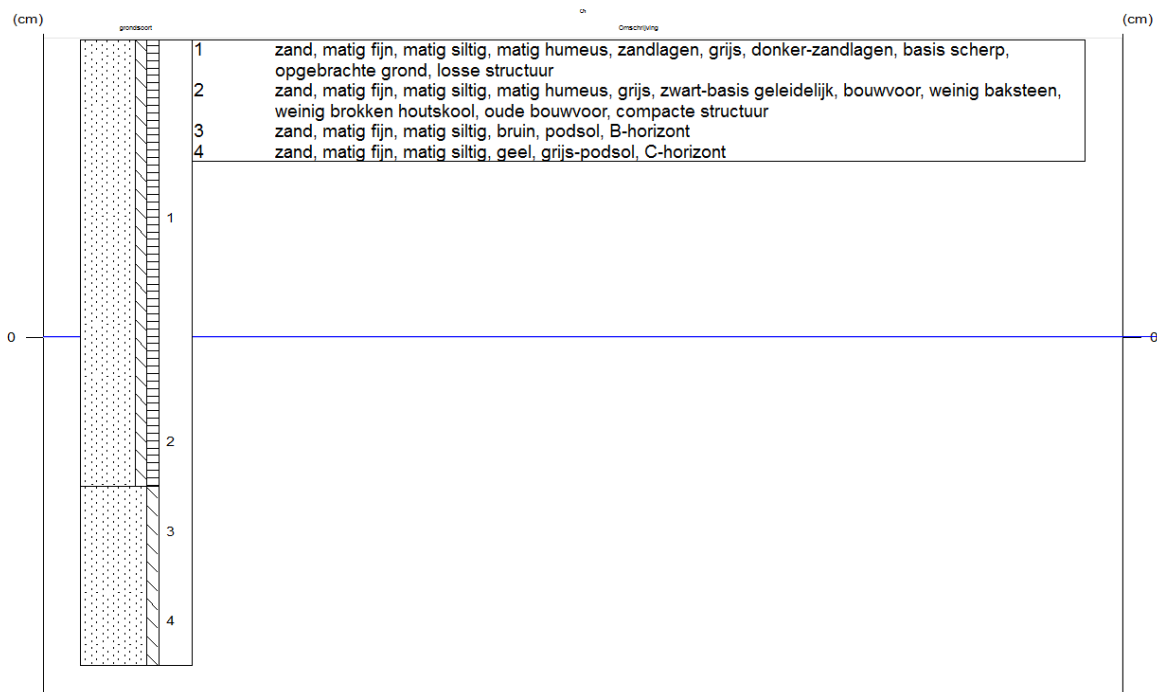 Ch
(cm) (cm)
grondsoort Omschrijving
1 zand, matig fijn, matig siltig, matig humeus, zandlagen, grijs, donker-zandlagen, basis scherp,
opgebrachte grond, losse structuur
2 zand, matig fijn, matig siltig, matig humeus, grijs, zwart-basis geleidelijk, bouwvoor, weinig baksteen,
weinig brokken houtskool, oude bouwvoor, compacte structuur
3 zand, matig fijn, matig siltig, bruin, podsol, B-horizont
4 zand, matig fijn, matig siltig, geel, grijs-podsol, C-horizont
1
0 0
2
3
4